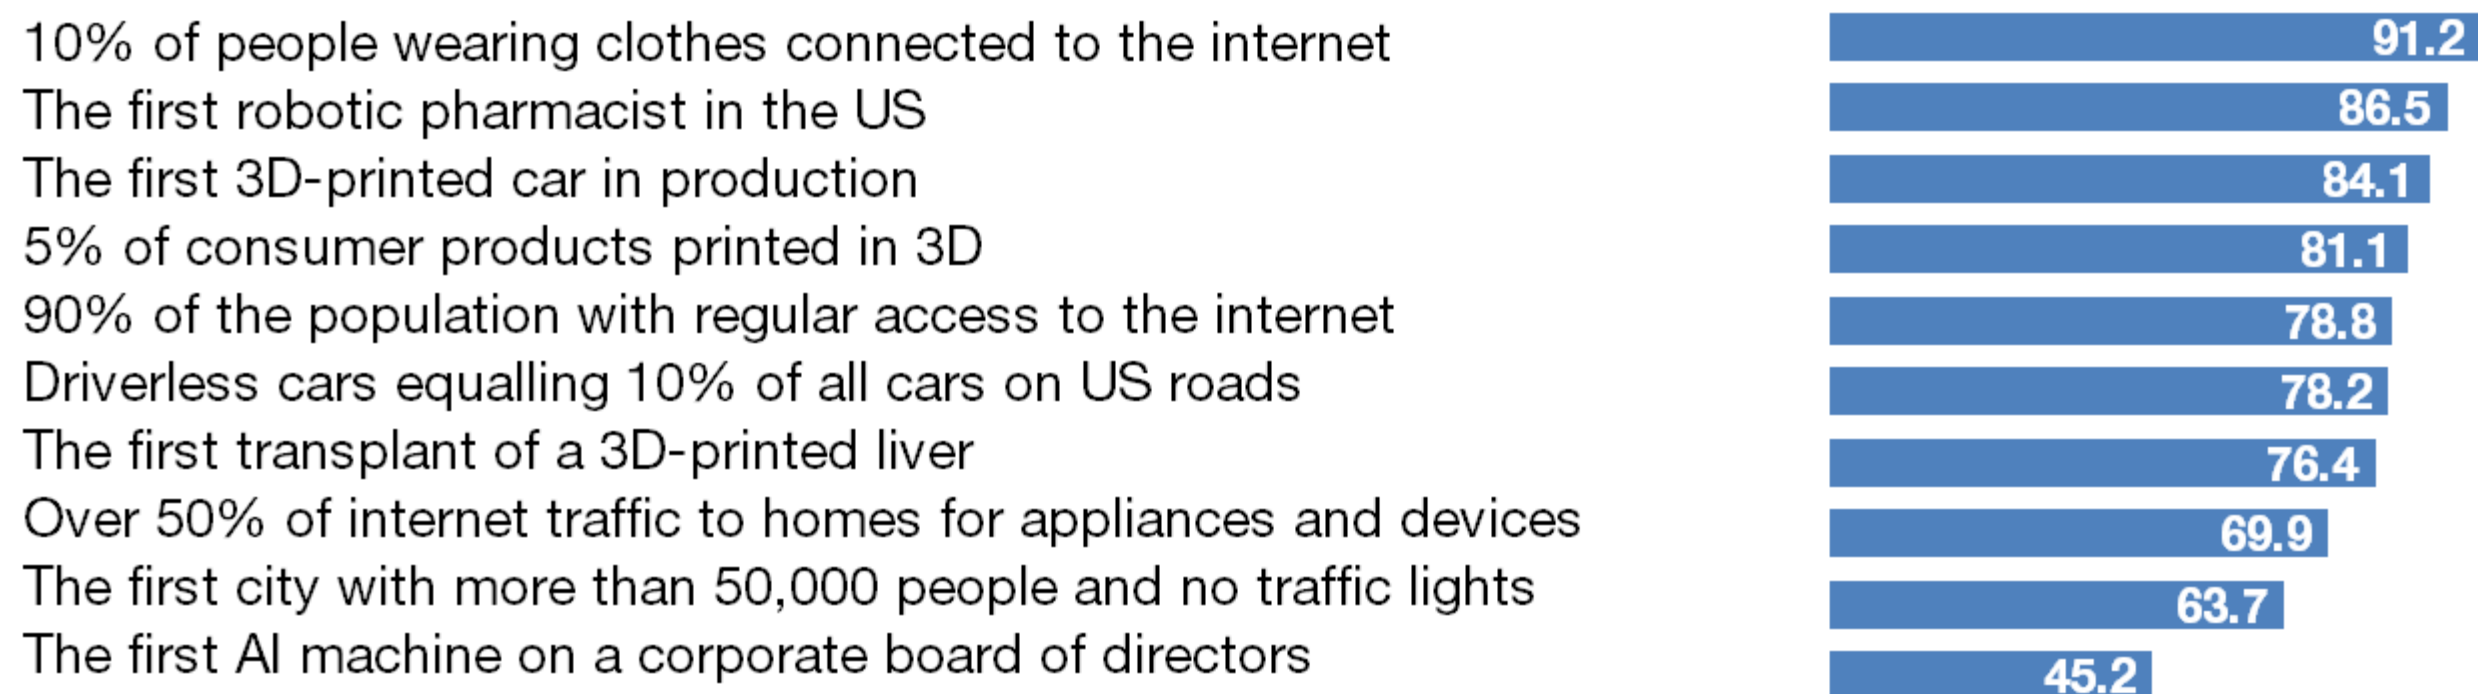 10% of people wearing clothes connected to the internet 91.2
The first robotic pharmacist in the US 86.5
The first 3D-printed car in production 84.1
5% of consumer products printed in 3D 81.1
90% of the population with regular access to the internet 78.8
Driverless cars equalling 10% of all cars on US roads 78.2
The first transplant of a 3D-printed liver 76.4
Over 50% of internet traffic to homes for appliances and devices 69.9
The first city with more than 50,000 people and no traffic lights 63.7
The first AI machine on a corporate board of directors 45.2